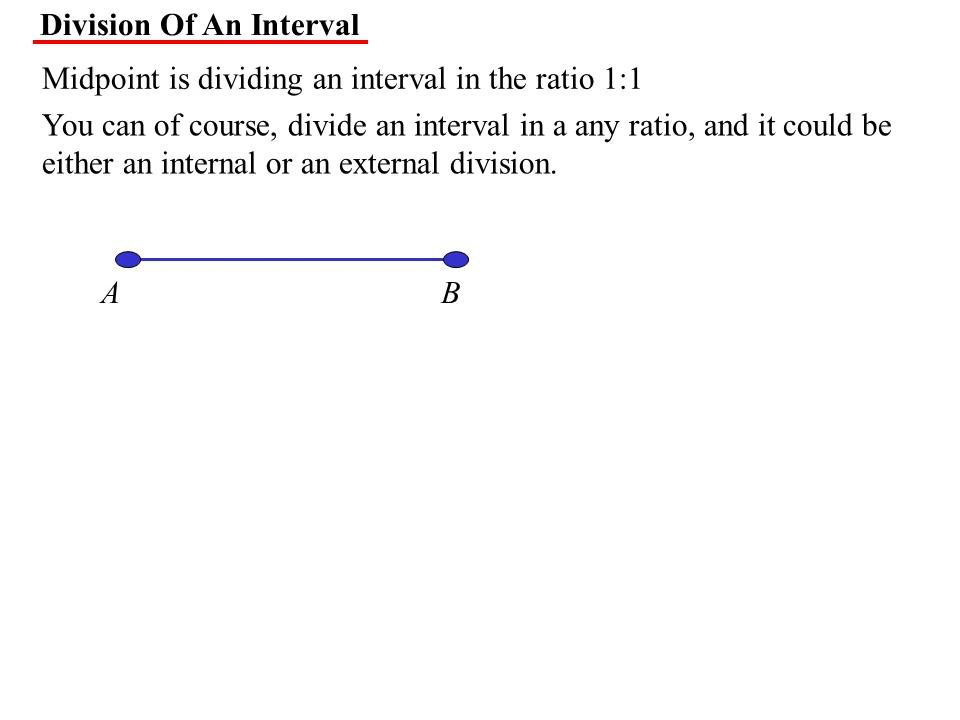 Division Of An Interval
Midpoint is dividing an interval in the ratio 1:1
You can of course, divide an interval in a any ratio, and it could be
either an internal or an external division.
A B